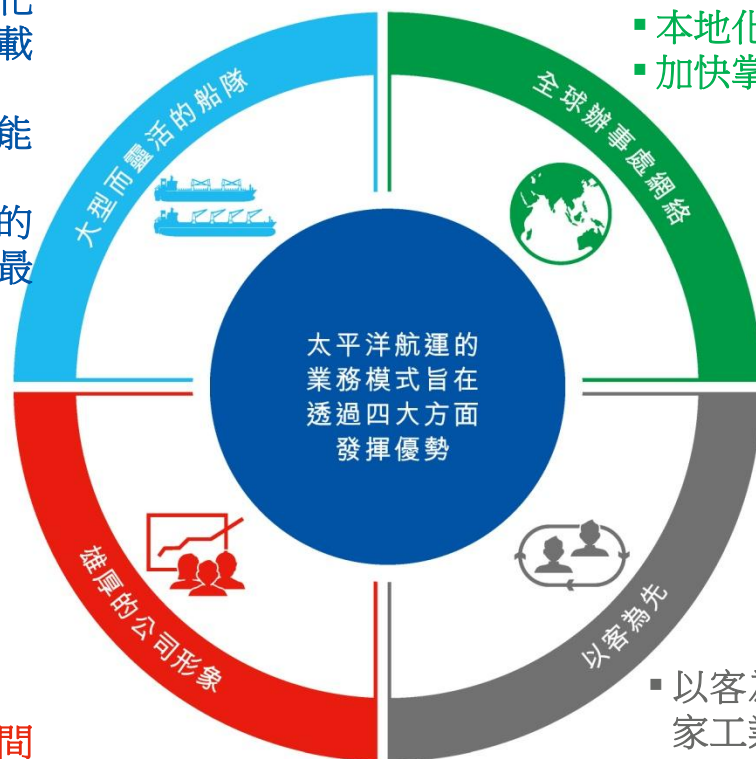 化
載
能
的
最
本地化
加快掌
大型而靈活的船隊
全球辦事處網絡
太平洋航運的
業務模式旨在
透過四大方面
發揮優勢
雄厚的公司形象
以客為先
間
以客為
家工業